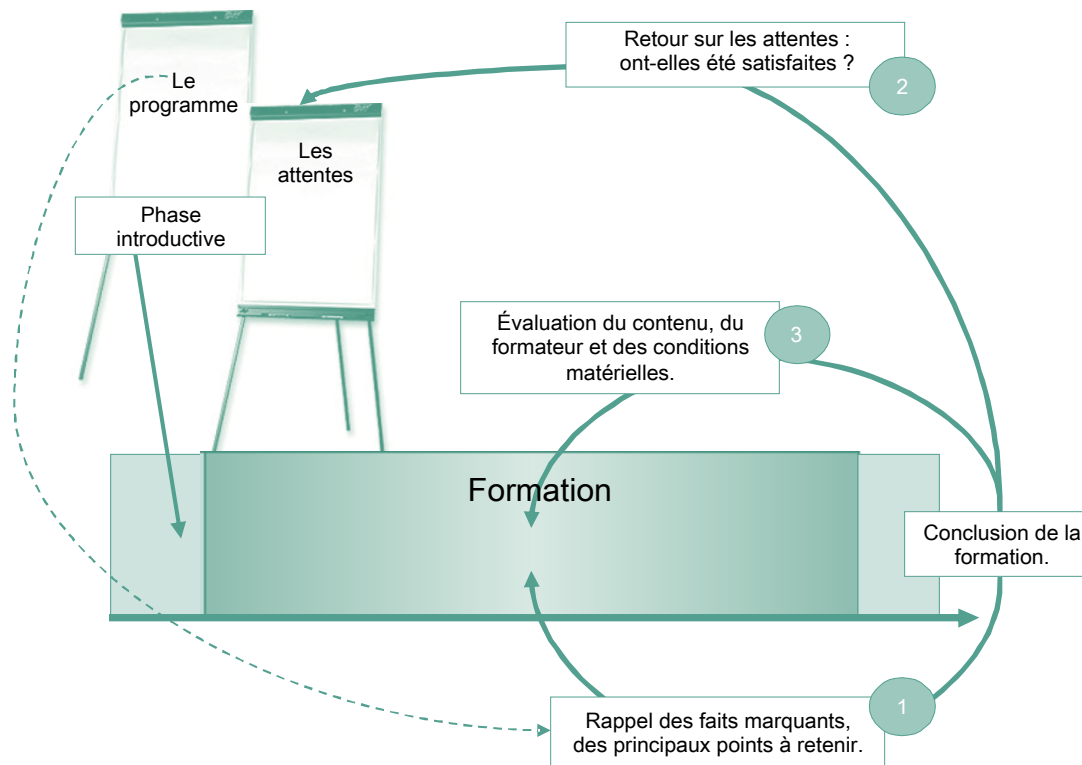 Le
programme
Les
attentes
Phase
introductive
Retour sur les attentes :
ont-elles été satisfaites ?
2
Évaluation du contenu, du
formateur et des conditions
matérielles.
3
Formation
Conclusion de la
formation.
1
Rappel des faits marquants,
des principaux points à retenir.